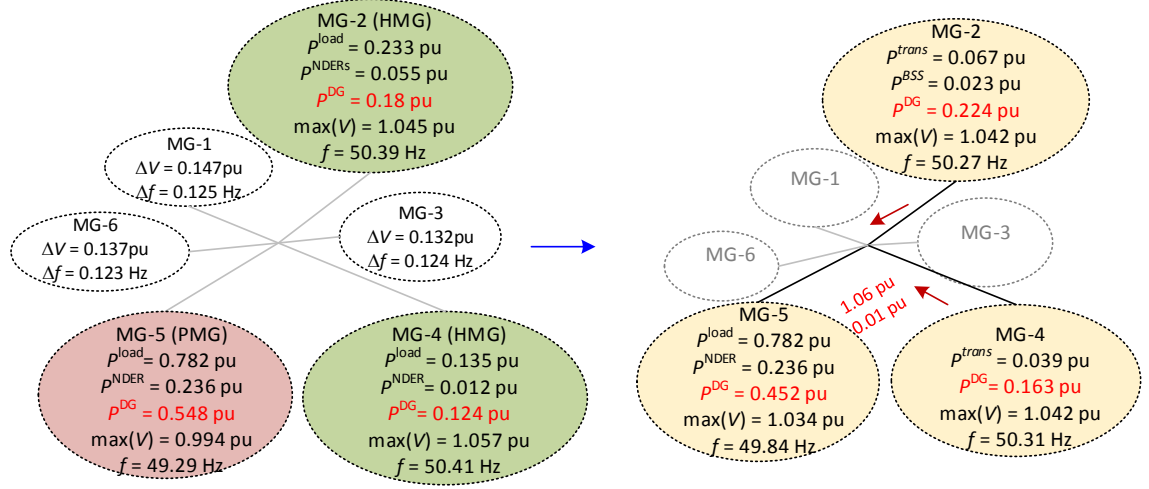 MG-2 (HMG)
P^load = 0.233 pu
P^NDERs = 0.055 pu
P^DG = 0.18 pu
max(V) = 1.045 pu
f = 50.39 Hz
MG-1
ΔV = 0.147pu
Δf = 0.125 Hz
MG-3
ΔV = 0.132pu
Δf = 0.124 Hz
MG-6
ΔV = 0.137pu
Δf = 0.123 Hz
MG-5 (PMG)
P^load= 0.782 pu
P^NDER = 0.236 pu
P^DG = 0.548 pu
max(V) = 0.994 pu
f = 49.29 Hz
MG-4 (HMG)
P^load = 0.135 pu
P^NDER = 0.012 pu
P^DG = 0.124 pu
max(V) = 1.057 pu
f = 50.41 Hz
MG-2
P^trans = 0.067 pu
P^BSS = 0.023 pu
P^DG = 0.224 pu
max(V) = 1.042 pu
f = 50.27 Hz
MG-1
MG-3
MG-6
1.06 pu
0.01 pu
MG-5
P^load = 0.782 pu
P^NDER = 0.236 pu
P^DG = 0.452 pu
max(V) = 1.034 pu
f = 49.84 Hz
MG-4
P^trans = 0.039 pu
P^DG = 0.163 pu
max(V) = 1.042 pu
f = 50.31 Hz